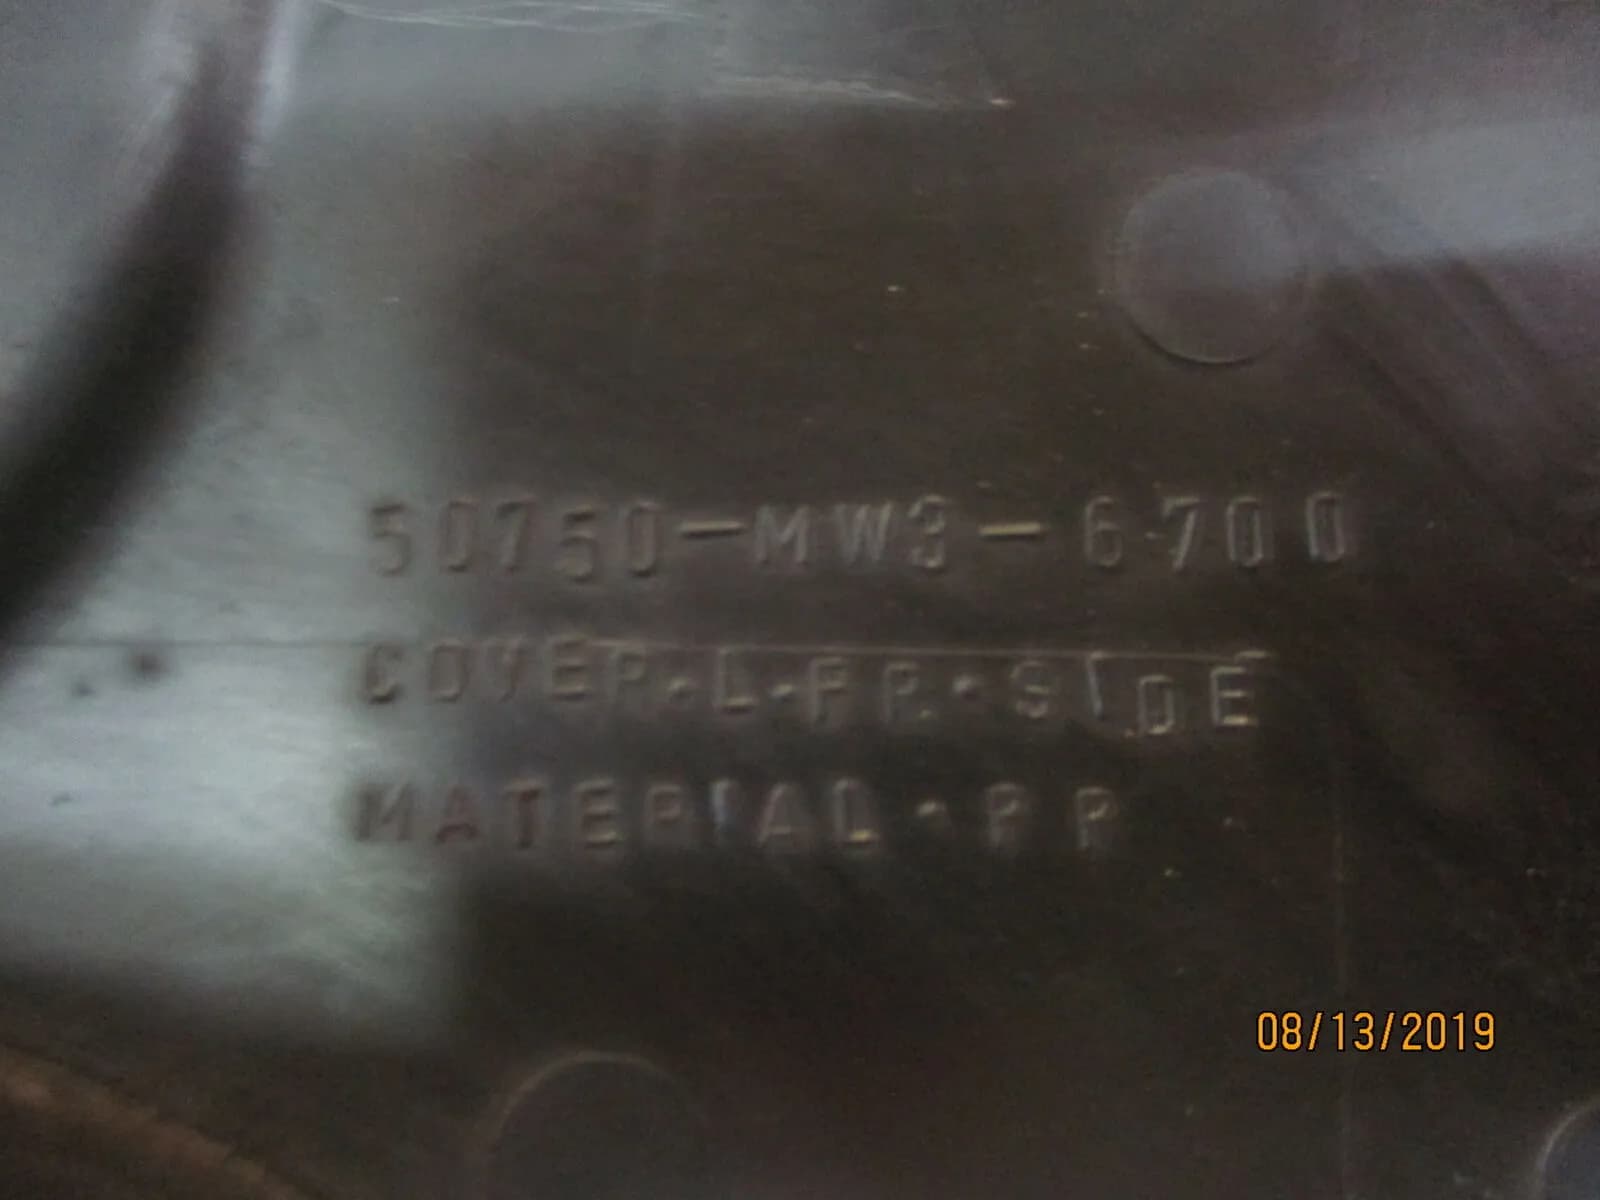 50750-MW3-6700
COVER·L·FR·SIDE
MATERIAL·PP
08/13/2019